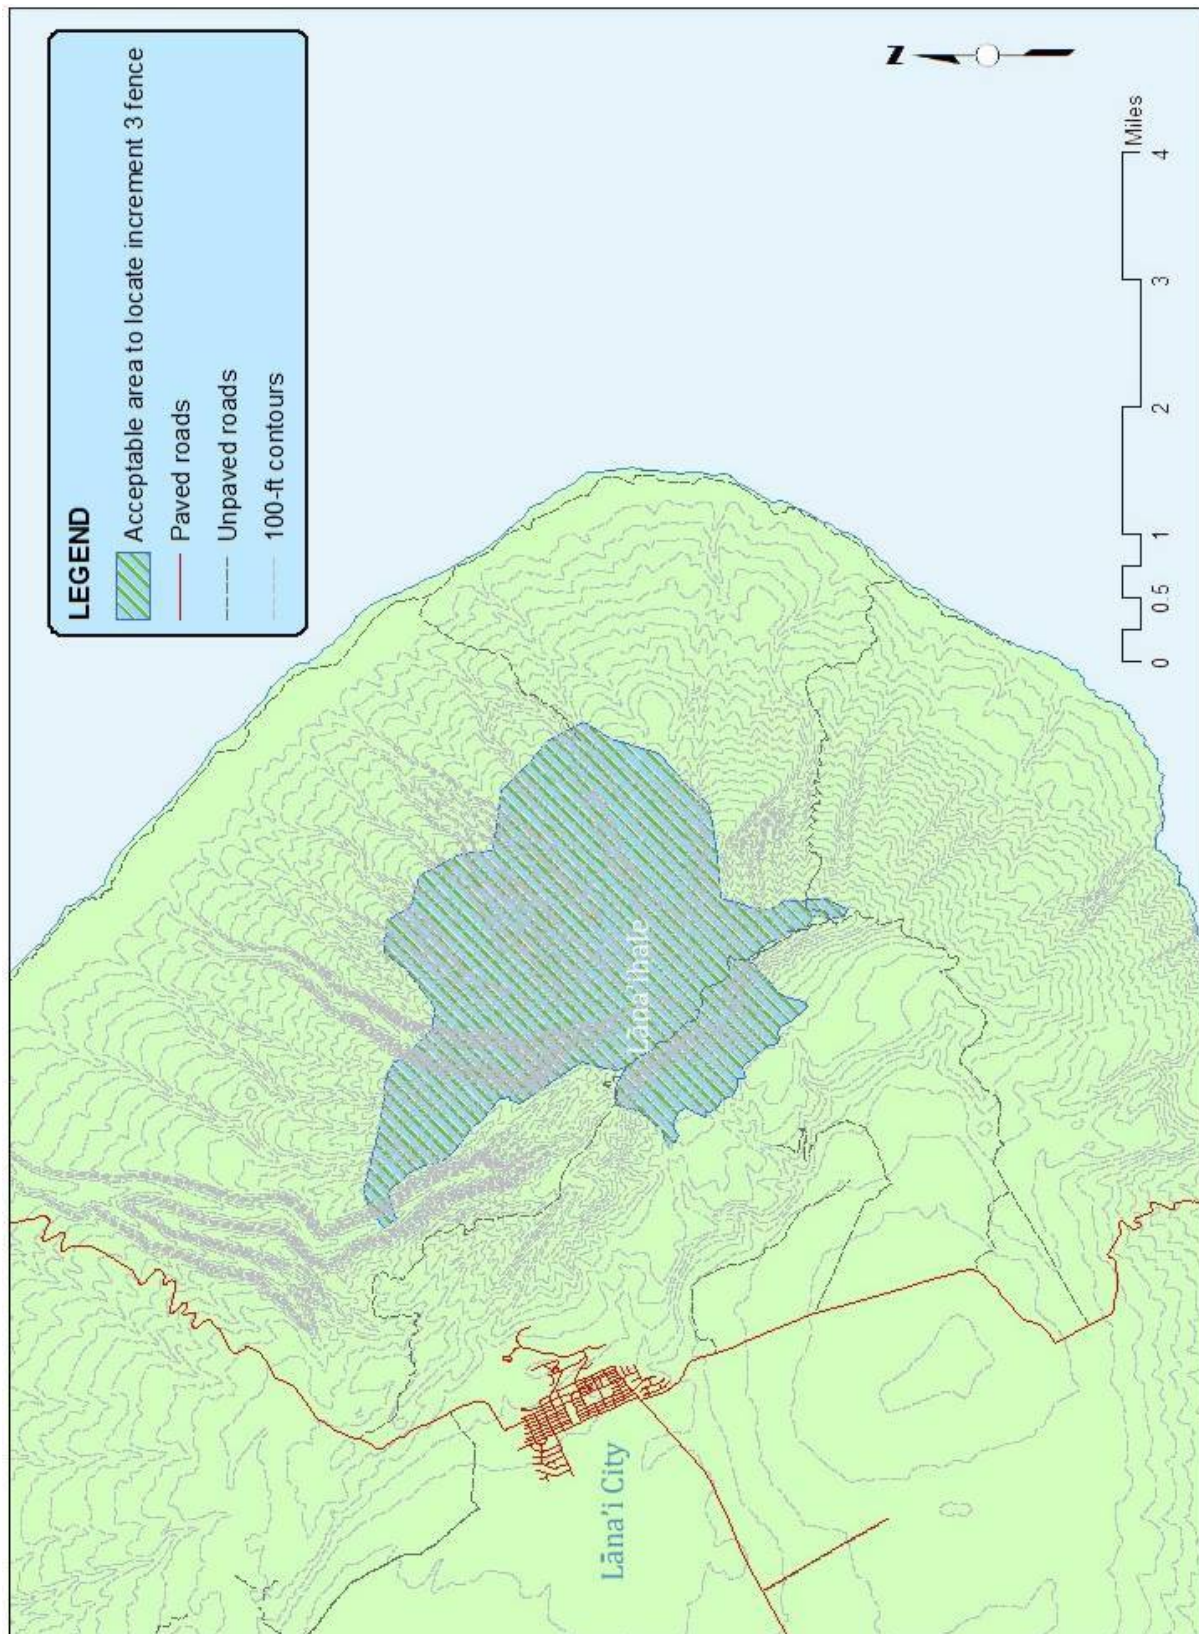 LEGEND
Acceptable area to locate increment 3 fence
Paved roads
Unpaved roads
100-ft contours
N
Lāna'ihale
Lāna'i City
0 0.5 1 2 3 4
Miles